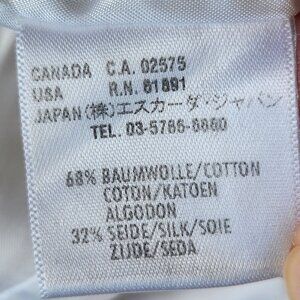 CANADA C.A. 02575
USA R.N. 61891
JAPAN(株)エスカーダ・ジャパン
TEL. 03-5786-6660
68% BAUMWOLLE/COTTON
COTON/KATOEN
ALGODON
32% SEIDE/SILK/SOIE
ZIJDE/SEDA